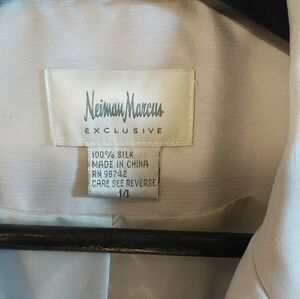 Neiman Marcus
EXCLUSIVE
100% SILK
MADE IN CHINA
RN 96742
CARE SEE REVERSE
14